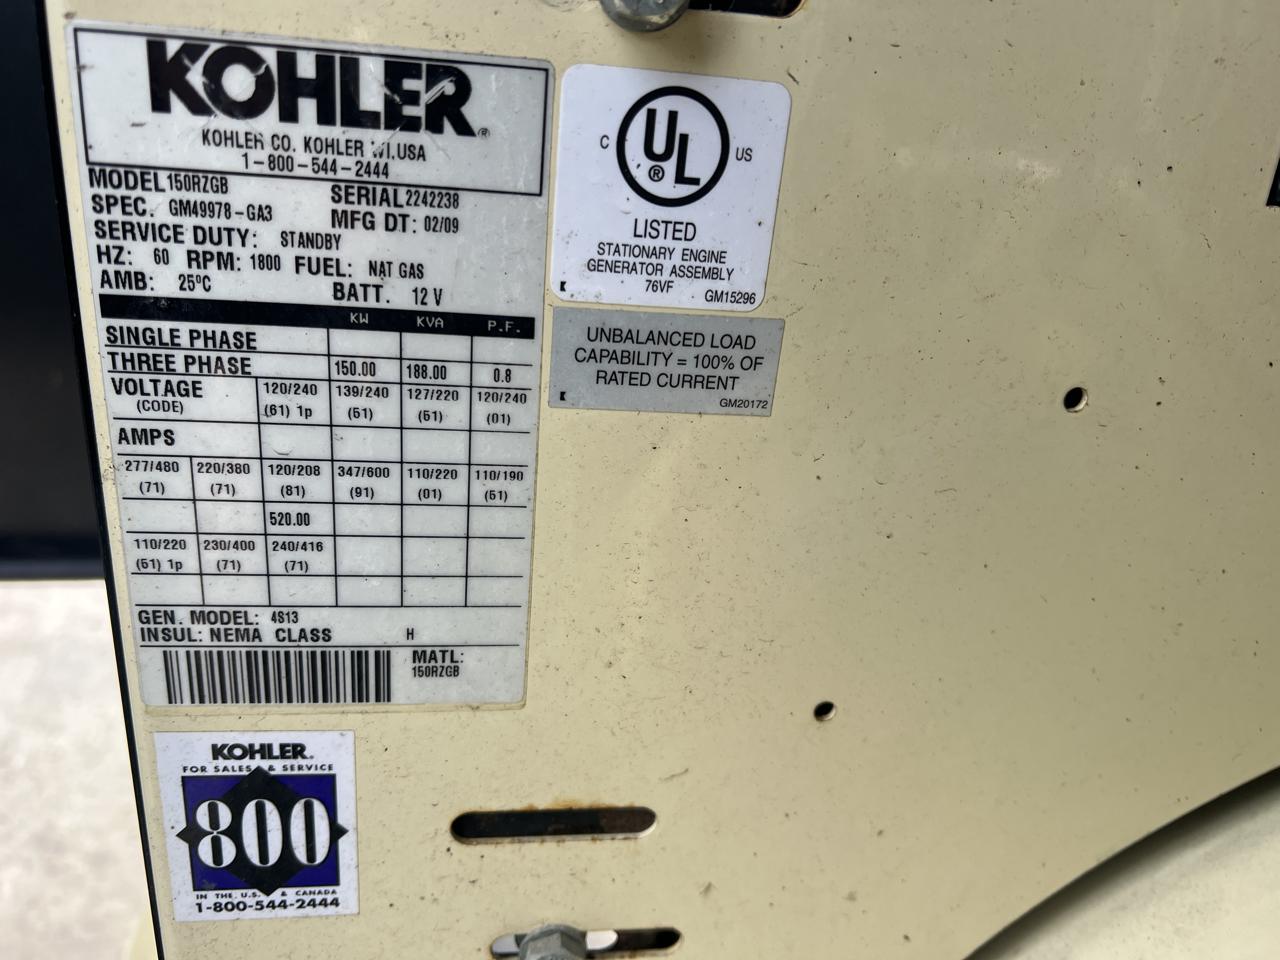 KOHLER®
KOHLER CO. KOHLER WI.USA
1-800-544-2444
MODEL 150RZGB SERIAL 2242238
SPEC. GM49978-GA3 MFG DT: 02/09
SERVICE DUTY: STANDBY
HZ: 60 RPM: 1800 FUEL: NAT GAS
AMB: 25ºC BATT. 12 V
KW KVA P.F.
SINGLE PHASE
THREE PHASE 150.00 188.00 0.8
VOLTAGE 120/240 139/240 127/220 120/240
(CODE) (61) 1p (51) (61) (01)
AMPS
277/480 220/380 120/208 347/600 110/220 110/190
(71) (71) (81) (91) (01) (51)
520.00
110/220 230/400 240/416
(51) 1p (71) (71)
GEN. MODEL: 4S13
INSUL: NEMA CLASS H
MATL:
150RZGB
C UL® US
LISTED
STATIONARY ENGINE
GENERATOR ASSEMBLY
76VF
GM15296
UNBALANCED LOAD
CAPABILITY = 100% OF
RATED CURRENT
GM20172
KOHLER®
FOR SALES & SERVICE
800
IN THE U.S. & CANADA
1-800-544-2444